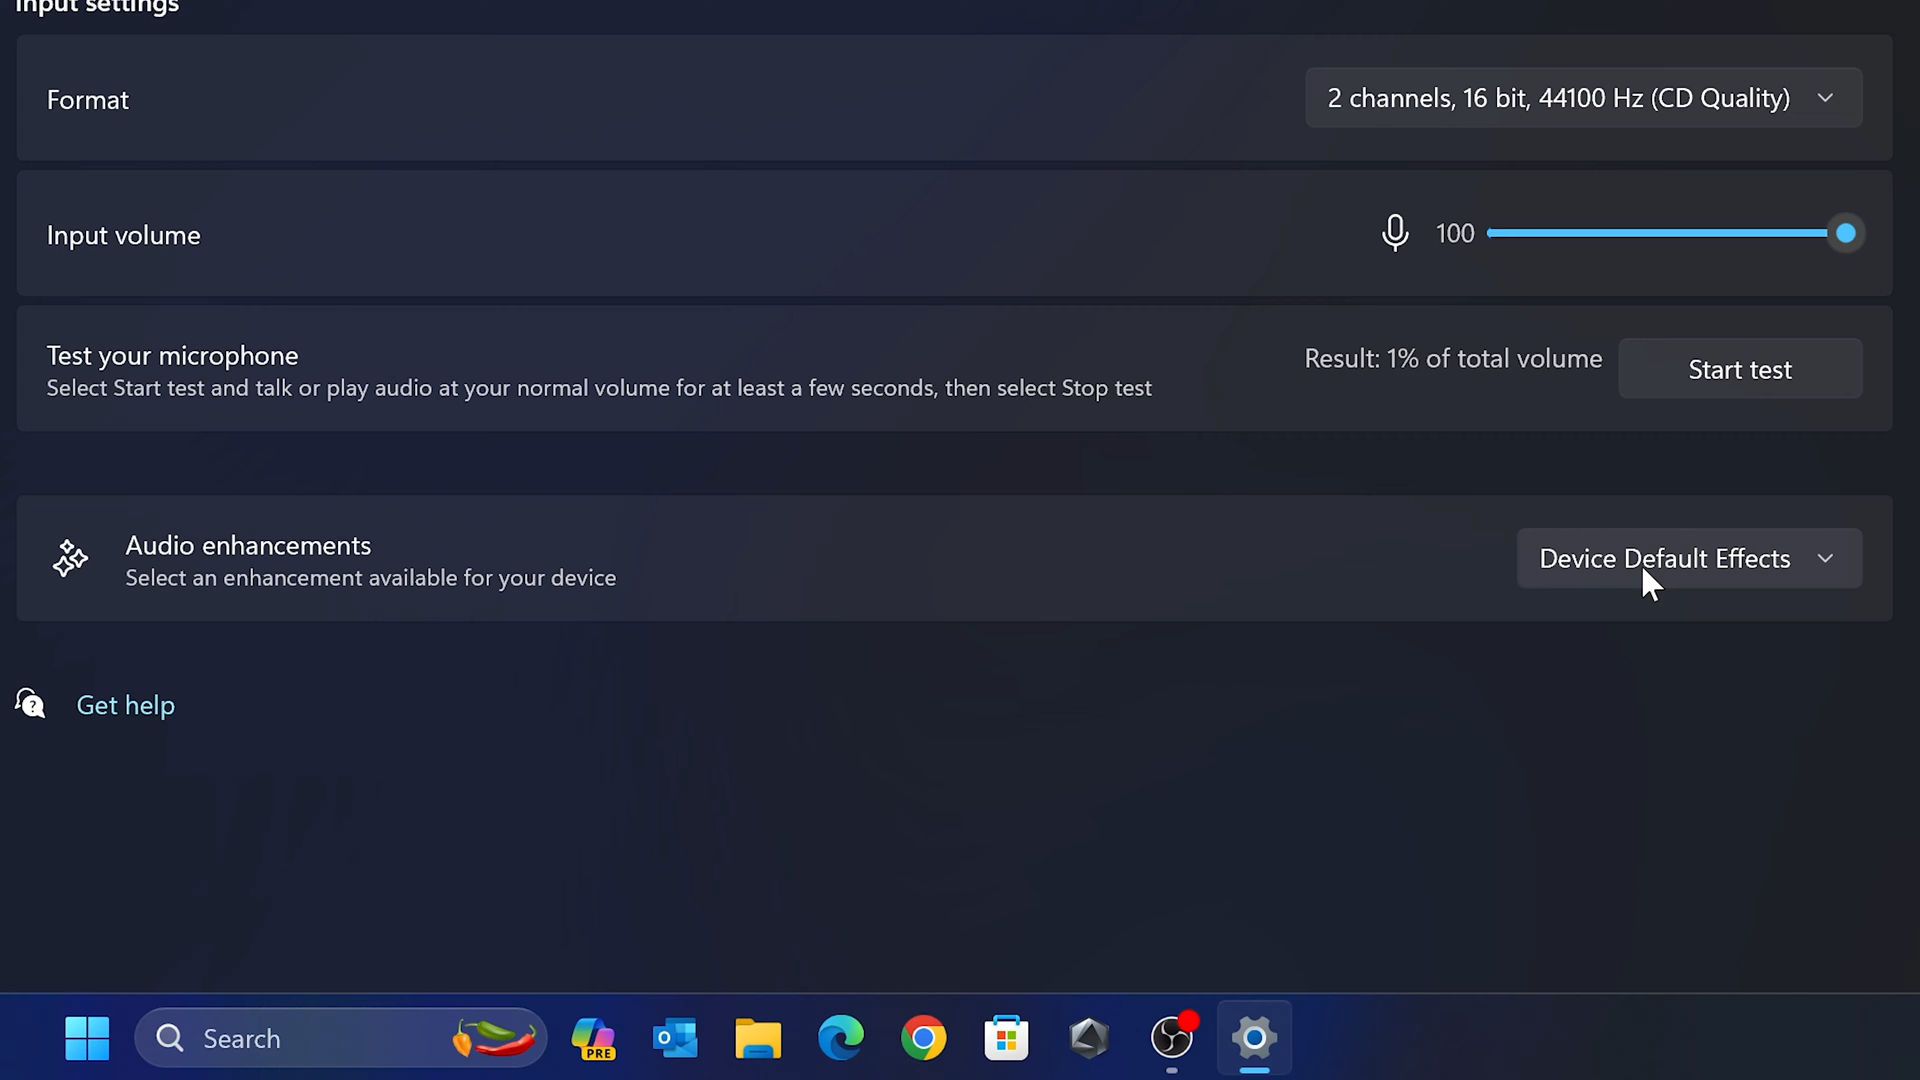 Input settings
Format
2 channels, 16 bit, 44100 Hz (CD Quality)
Input volume
100
Test your microphone
Select Start test and talk or play audio at your normal volume for at least a few seconds, then select Stop test
Result: 1% of total volume
Start test
Audio enhancements
Select an enhancement available for your device
Device Default Effects
Get help
Search
PRE